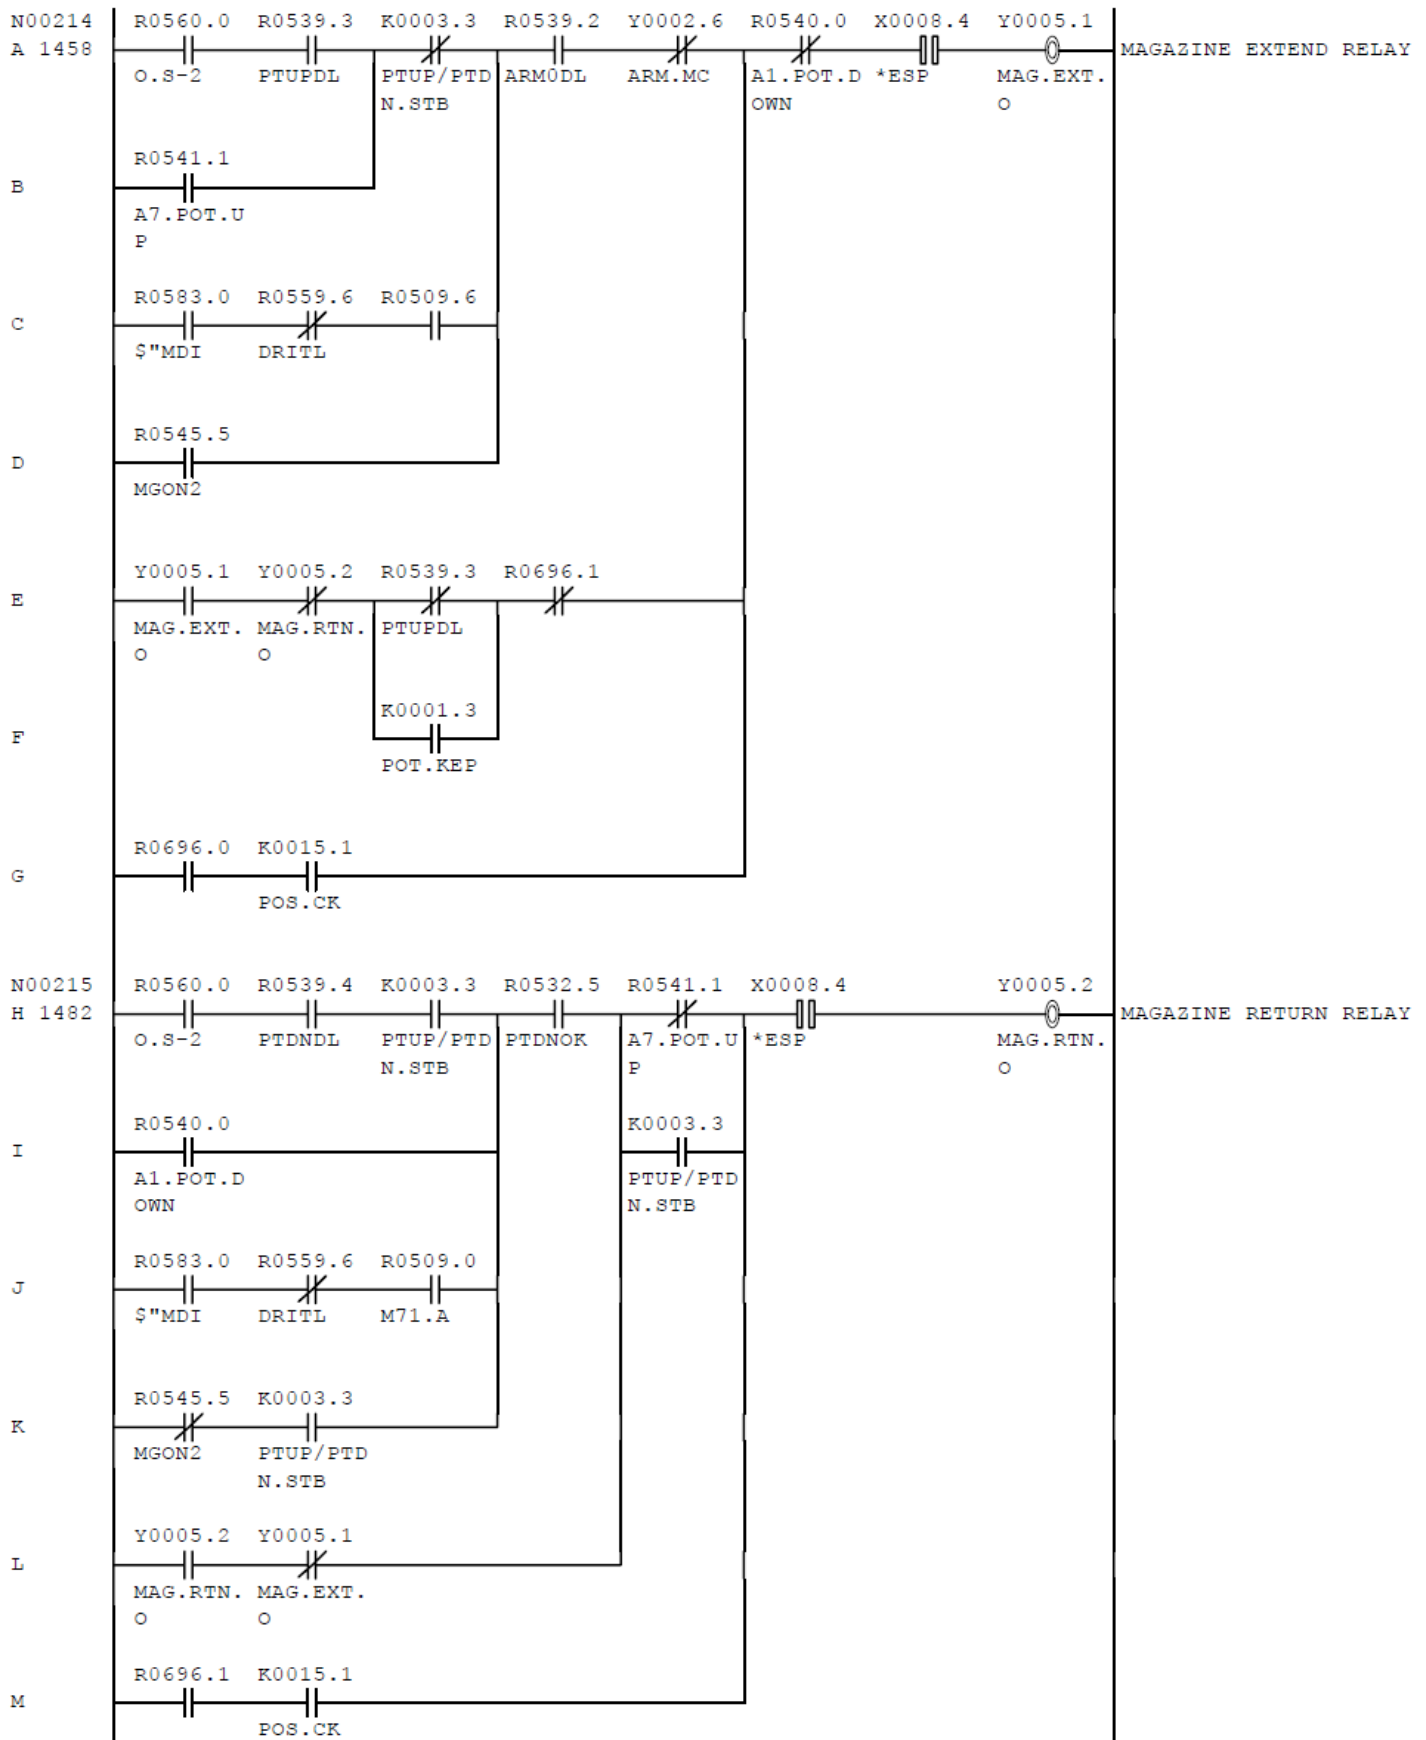 N00214 R0560.0 R0539.3 K0003.3 R0539.2 Y0002.6 R0540.0 X0008.4 Y0005.1
A 1458 MAGAZINE EXTEND RELAY
O.S-2 PTUPDL PTUP/PTD ARM0DL ARM.MC A1.POT.D *ESP MAG.EXT.
N.STB OWN O
R0541.1
B
A7.POT.U
P
R0583.0 R0559.6 R0509.6
C
$"MDI DRITL
R0545.5
D
MGON2
Y0005.1 Y0005.2 R0539.3 R0696.1
E
MAG.EXT. MAG.RTN. PTUPDL
O O
K0001.3
F
POT.KEP
R0696.0 K0015.1
G
POS.CK
N00215 R0560.0 R0539.4 K0003.3 R0532.5 R0541.1 X0008.4 Y0005.2
H 1482 MAGAZINE RETURN RELAY
O.S-2 PTDNDL PTUP/PTD PTDNOK A7.POT.U *ESP MAG.RTN.
N.STB P O
R0540.0 K0003.3
I
A1.POT.D PTUP/PTD
OWN N.STB
R0583.0 R0559.6 R0509.0
J
$"MDI DRITL M71.A
R0545.5 K0003.3
K
MGON2 PTUP/PTD
N.STB
Y0005.2 Y0005.1
L
MAG.RTN. MAG.EXT.
O O
R0696.1 K0015.1
M
POS.CK